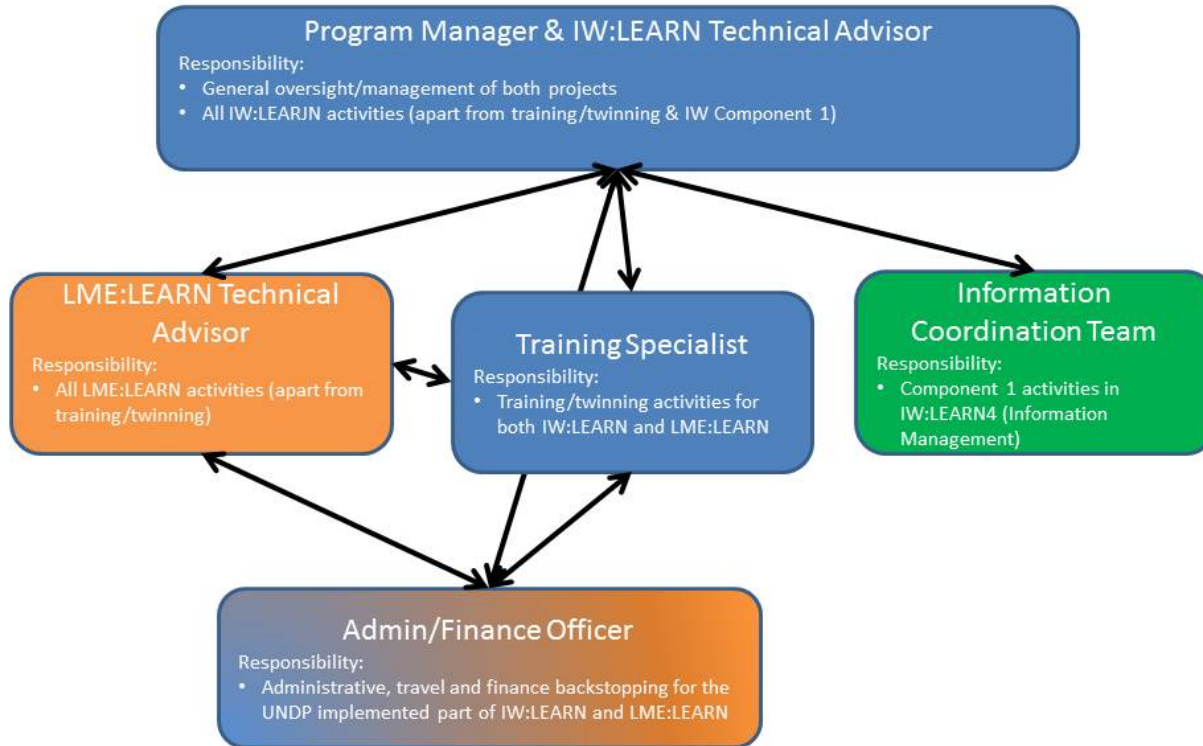 Program Manager & IW:LEARN Technical Advisor
Responsibility:
• General oversight/management of both projects
• All IW:LEARJN activities (apart from training/twinning & IW Component 1)
LME:LEARN Technical
Advisor
Responsibility:
• All LME:LEARN activities (apart from
training/twinning)
Training Specialist
Responsibility:
• Training/twinning activities for
both IW:LEARN and LME:LEARN
Information
Coordination Team
Responsibility:
• Component 1 activities in
IW:LEARN4 (Information
Management)
Admin/Finance Officer
Responsibility:
• Administrative, travel and finance backstopping for the
UNDP implemented part of IW:LEARN and LME:LEARN